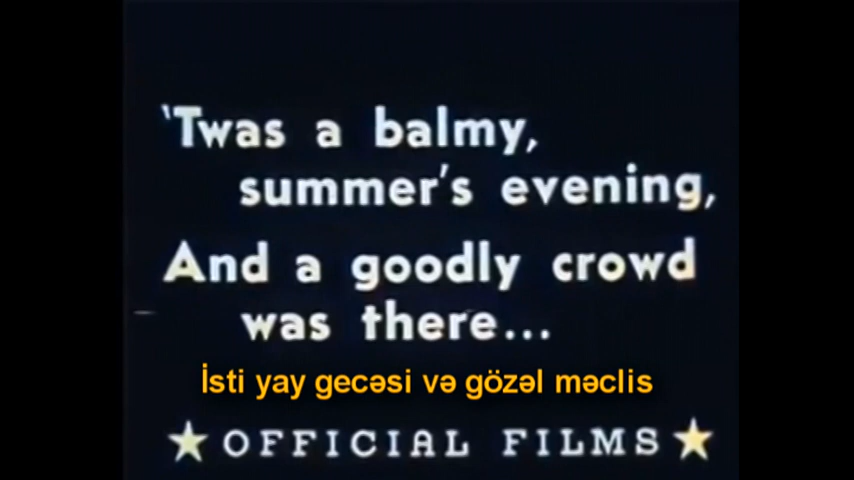 'Twas a balmy,
summer's evening,
And a goodly crowd
was there...
İsti yay gecəsi və gözəl məclis
★ OFFICIAL FILMS ★